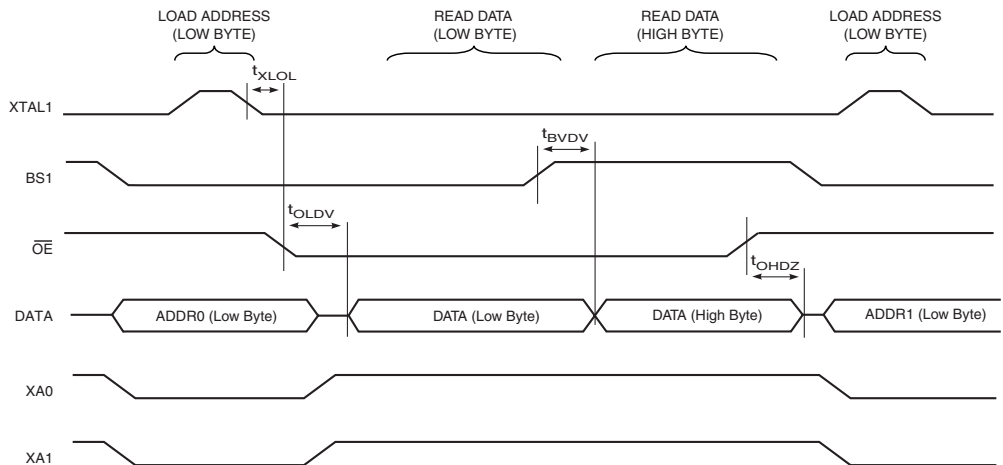 LOAD ADDRESS
(LOW BYTE)
READ DATA
(LOW BYTE)
READ DATA
(HIGH BYTE)
LOAD ADDRESS
(LOW BYTE)
tXLOL
XTAL1
tBVDV
BS1
tOLDV
OE
tOHDZ
DATA
ADDR0 (Low Byte)
DATA (Low Byte)
DATA (High Byte)
ADDR1 (Low Byte)
XA0
XA1